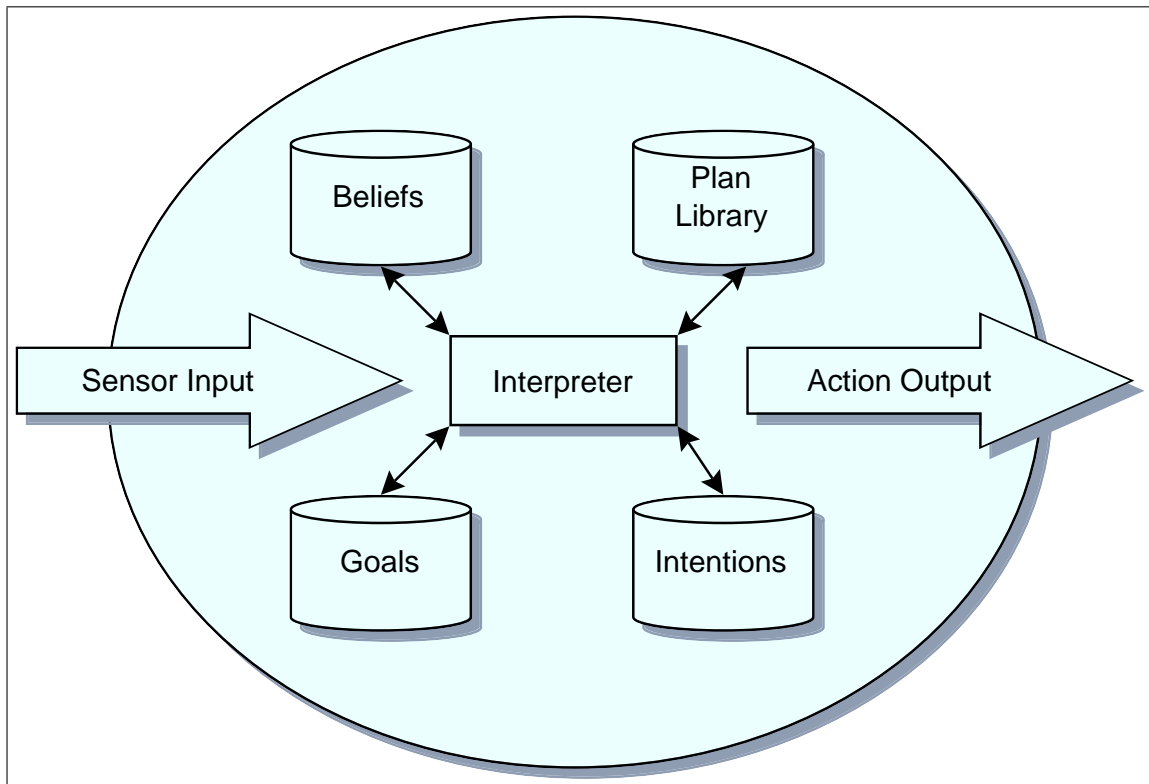 Beliefs
Plan
Library
Sensor Input
Interpreter
Action Output
Goals
Intentions